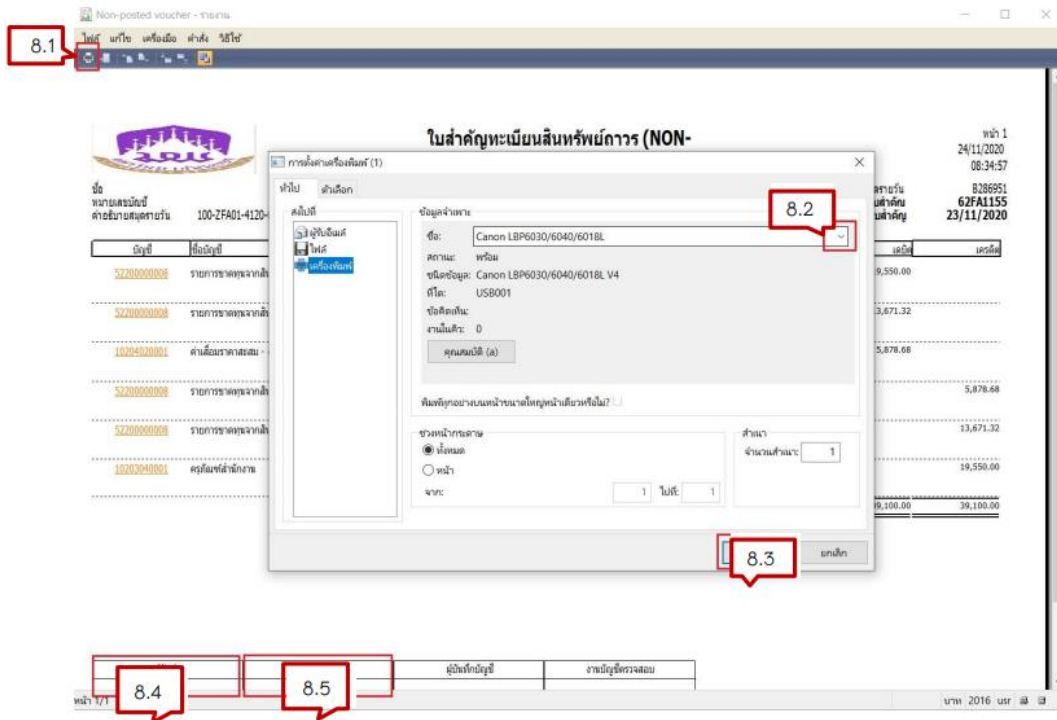 Non-posted voucher - รายงาน
ไฟล์ แก้ไข เครื่องมือ คำสั่ง วิธีใช้
8.1
ใบสำคัญทะเบียนสินทรัพย์ถาวร (NON-
หน้า 1
24/11/2020
08:34:57
ชื่อ
หมายเลขบัญชี
คำอธิบายสมุดรายวัน 100-ZFA01-4120-
B286951
62FA1155
23/11/2020
การตั้งค่าเครื่องพิมพ์ (1)
ทั่วไป ตัวเลือก
ส่งไปที่
ผู้รับอีเมล์
ไฟล์
เครื่องพิมพ์
ข้อมูลจำเพาะ
8.2
ชื่อ: Canon LBP6030/6040/6018L
สถานะ: พร้อม
ชนิดข้อมูล: Canon LBP6030/6040/6018L V4
ที่ใด: USB001
ข้อคิดเห็น:
งานในคิว: 0
คุณสมบัติ (a)
พิมพ์ทุกอย่างบนหน้าขนาดใหญ่หน้าเดียวหรือไม่?
ช่วงหน้ากระดาษ
ทั้งหมด
หน้า
จาก: 1 ไปที่: 1
สำเนา
จำนวนสำเนา: 1
8.3
ยกเลิก
บัญชี ชื่อบัญชี เดบิต เครดิต
52200000008 รายการขาดทุนจากสิน 9,550.00
52200000008 รายการขาดทุนจากสิน 3,671.32
10204020001 ค่าเสื่อมราคาสะสม - 5,878.68
52200000008 รายการขาดทุนจากสิน 5,878.68
52200000008 รายการขาดทุนจากสิน 13,671.32
10203040001 ครุภัณฑ์สำนักงาน 19,550.00
39,100.00 39,100.00
ผู้บันทึกบัญชี งานบัญชีตรวจสอบ
8.4
8.5
หน้า 1/1
บาท 2016 usr